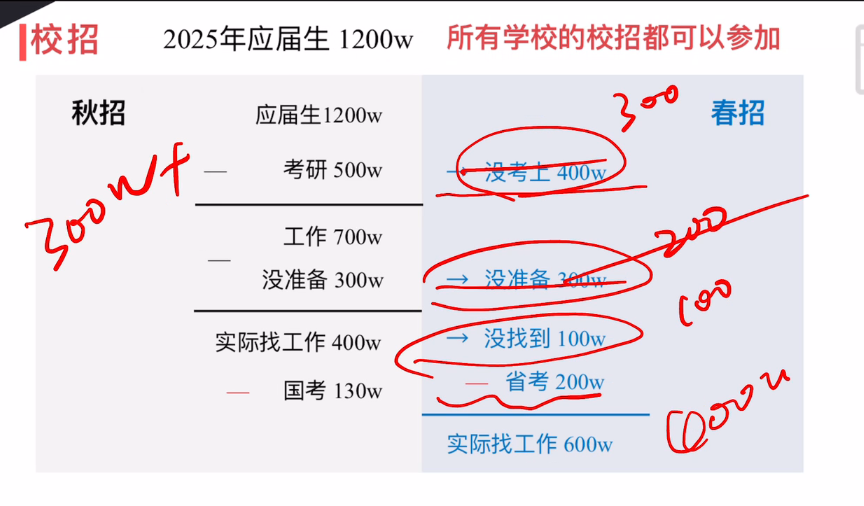 校招 2025年应届生 1200w 所有学校的校招都可以参加
秋招
应届生1200w
— 考研 500w
工作 700w
— 没准备 300w
实际找工作 400w
— 国考 130w
300w+
春招
300
→ 没考上 400w
200
→ 没准备 300w
100
→ 没找到 100w
— 省考 200w
600w
实际找工作 600w